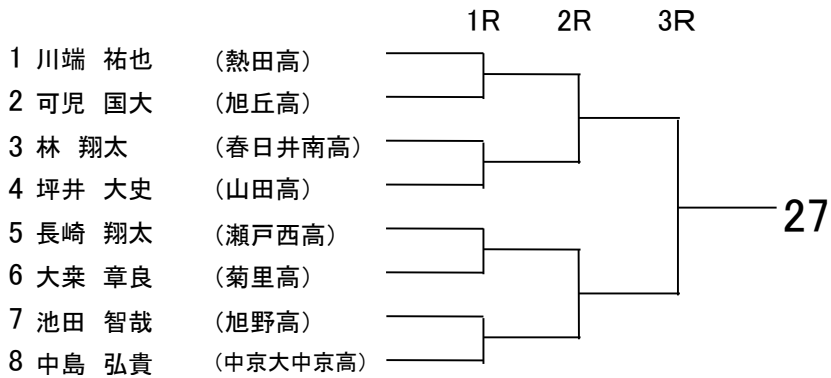 1R 2R 3R
1 川端 祐也 (熱田高)
2 可児 国大 (旭丘高)
3 林 翔太 (春日井南高)
4 坪井 大史 (山田高)
5 長崎 翔太 (瀬戸西高)
6 大桒 章良 (菊里高)
7 池田 智哉 (旭野高)
8 中島 弘貴 (中京大中京高)
27